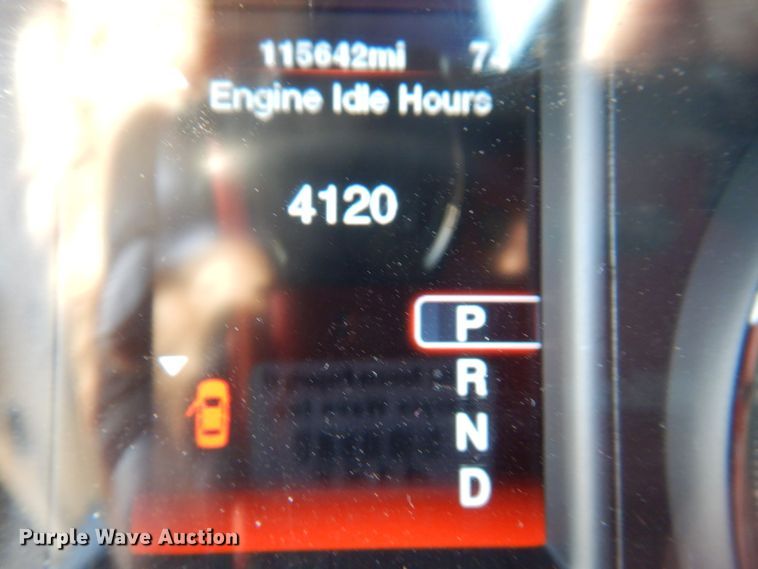 115642mi
Engine Idle Hours
4120
P
R
N
D
Purple Wave Auction